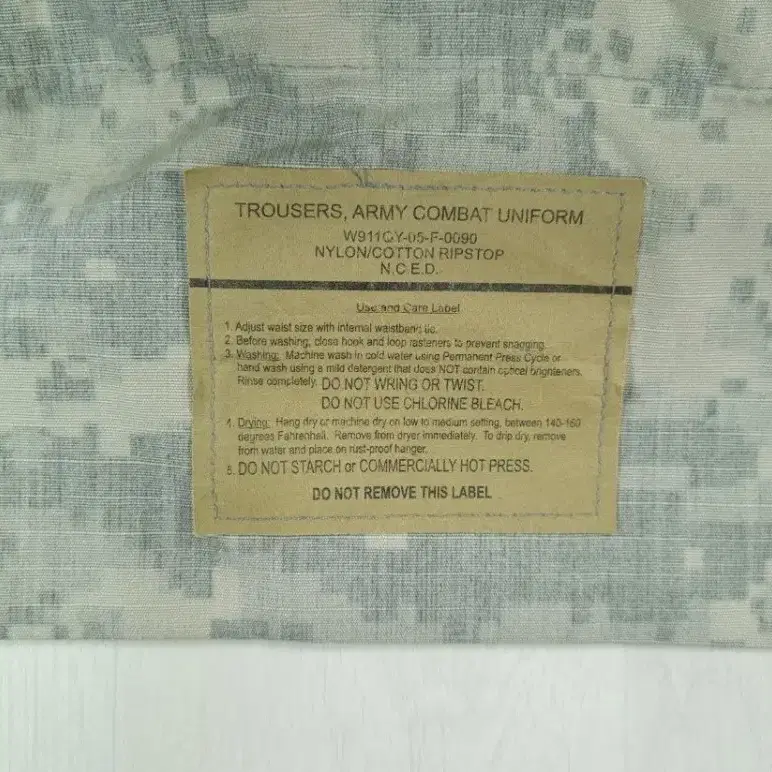 TROUSERS, ARMY COMBAT UNIFORM
W911QY-05-F-0090
NYLON/COTTON RIPSTOP
N.C.E.D.
Use and Care Label
1. Adjust waist size with internal waistband tie.
2. Before washing, close hook and loop fasteners to prevent snagging.
3. Washing: Machine wash in cold water using Permanent Press Cycle or
hand wash using a mild detergent that does NOT contain optical brighteners.
Rinse completely. DO NOT WRING OR TWIST.
DO NOT USE CHLORINE BLEACH.
4. Drying: Hang dry or machine dry on low to medium setting, between 140-160
degrees Fahrenhait. Remove from dryer immediately. To drip dry, remove
from water and place on rust-proof hanger.
5. DO NOT STARCH or COMMERCIALLY HOT PRESS.
DO NOT REMOVE THIS LABEL